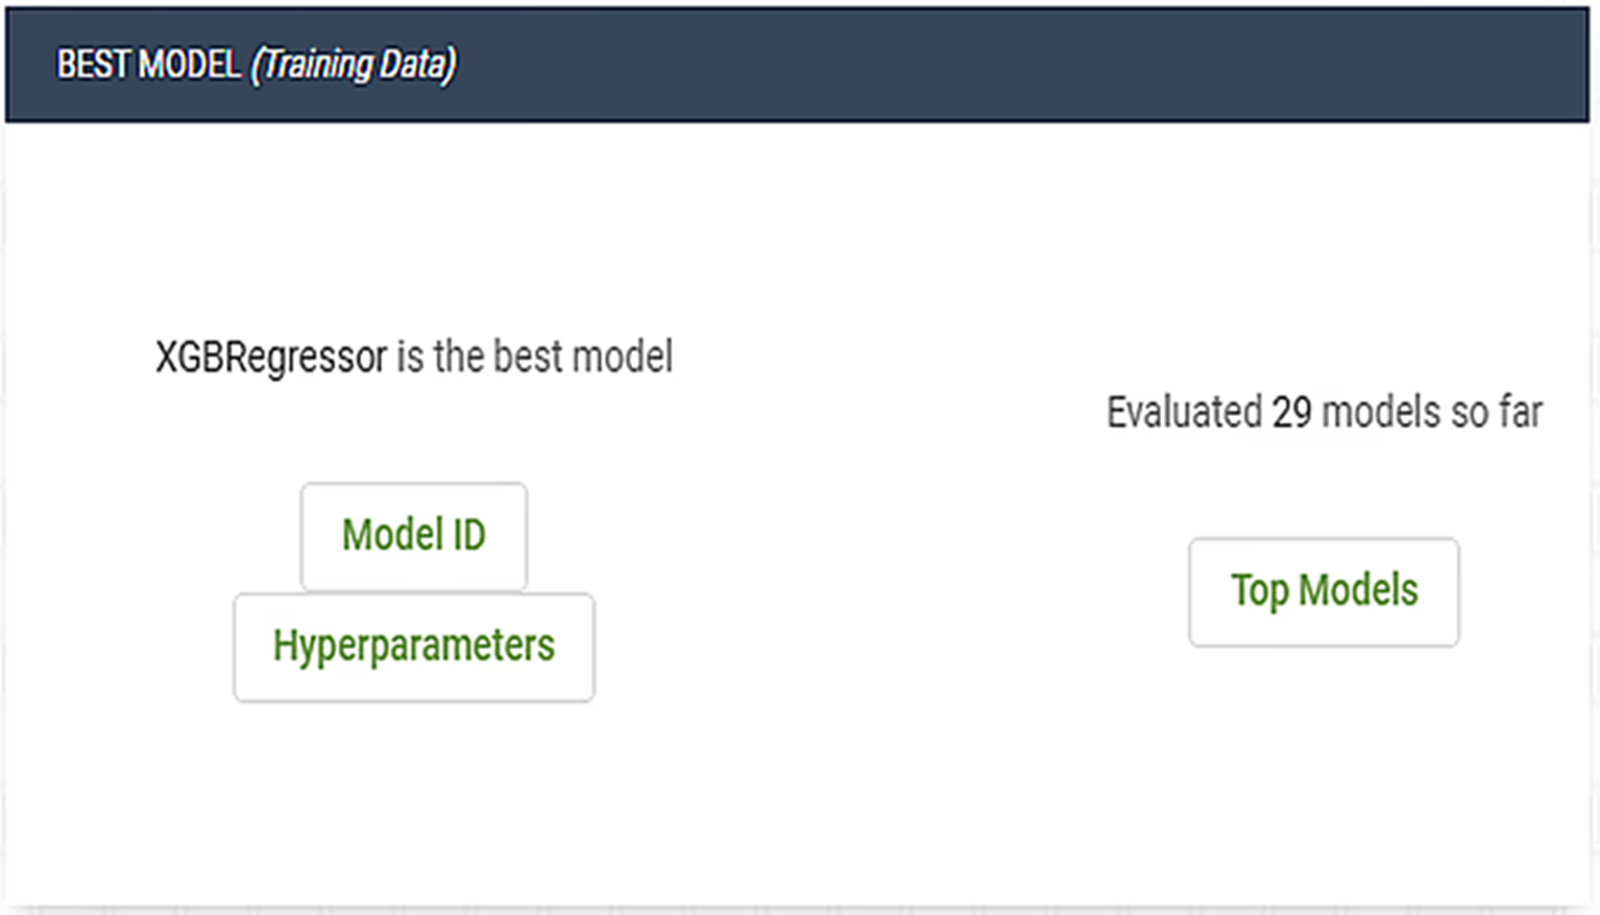 BEST MODEL (Training Data)
XGBRegressor is the best model
Model ID
Hyperparameters
Evaluated 29 models so far
Top Models